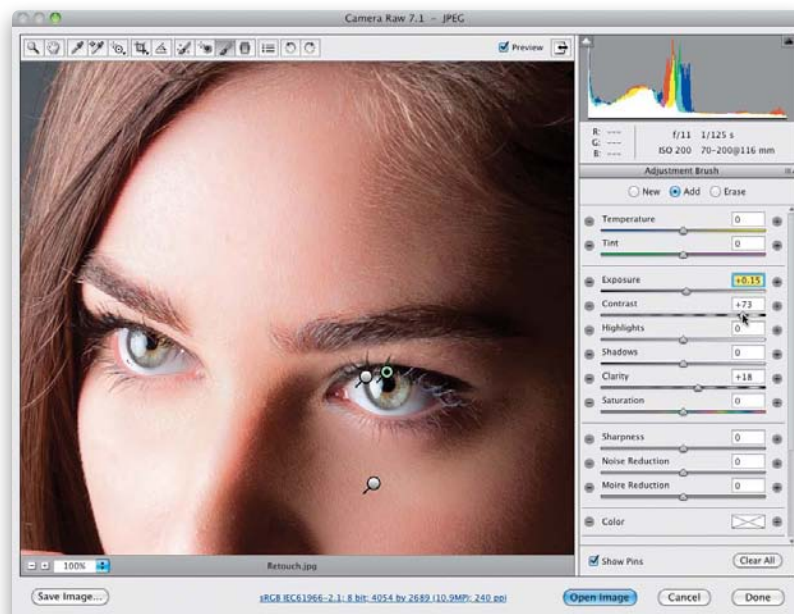 Camera Raw 7.1 – JPEG
Preview
R: ---
G: ---
B: ---
f/11 1/125 s
ISO 200 70-200@116 mm
Adjustment Brush
New Add Erase
Temperature 0
Tint 0
Exposure +0.15
Contrast +73
Highlights 0
Shadows 0
Clarity +18
Saturation 0
Sharpness 0
Noise Reduction 0
Moire Reduction 0
Color
100% Retouch.jpg
Show Pins Clear All
Save Image... sRGB IEC61966-2.1; 8 bit; 4054 by 2689 (10.9MP); 240 ppi Open Image Cancel Done